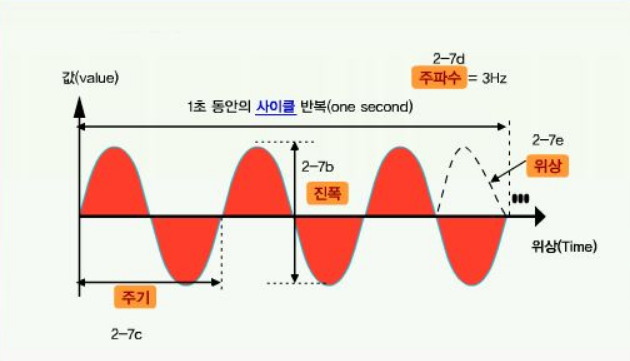 2-7d
값(value)
주파수 = 3Hz
1초 동안의 사이클 반복(one second)
2-7e
2-7b
위상
진폭
위상(Time)
주기
2-7c